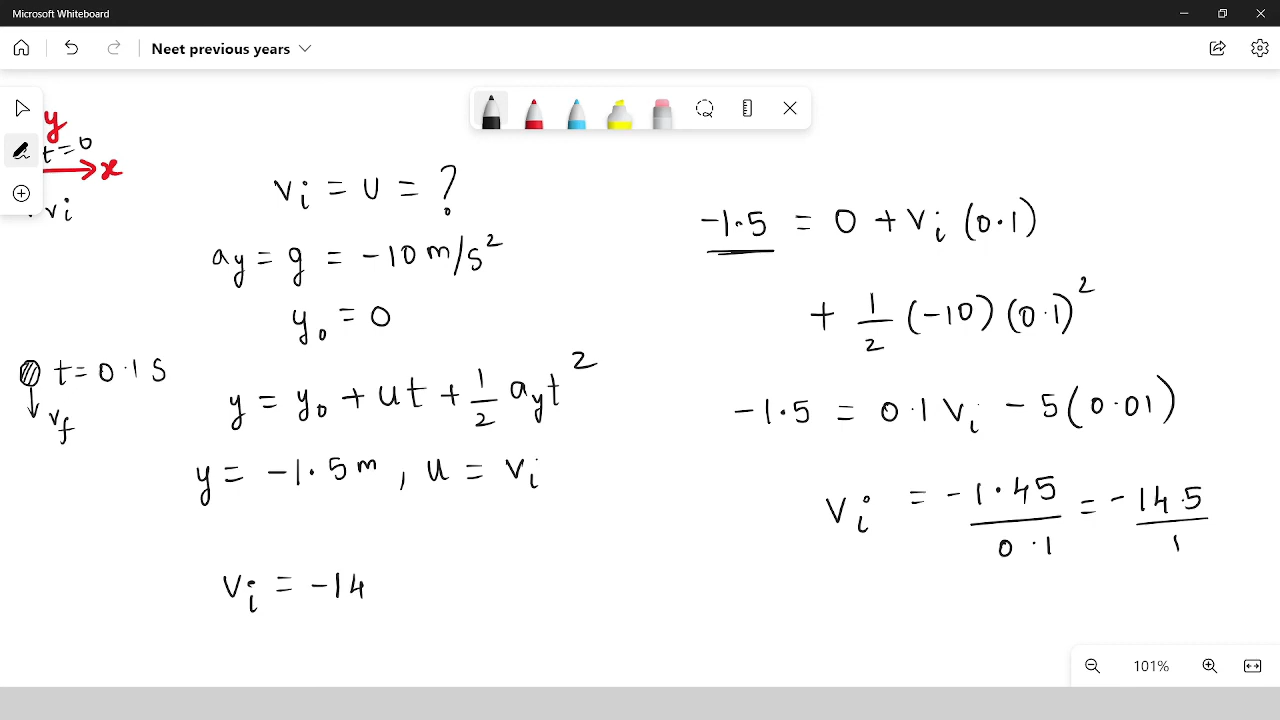 Microsoft Whiteboard
Neet previous years
y
t=0
x
vi
vi = u = ?
ay = g = -10 m/s²
y₀ = 0
t = 0.1 s
vf
y = y₀ + ut + 1/2 ay t²
y = -1.5 m , u = vi
vi = -14
-1.5 = 0 + vi (0.1)
+ 1/2 (-10) (0.1)²
-1.5 = 0.1 vi - 5(0.01)
vi = -1.45/0.1 = -14.5/1
101%